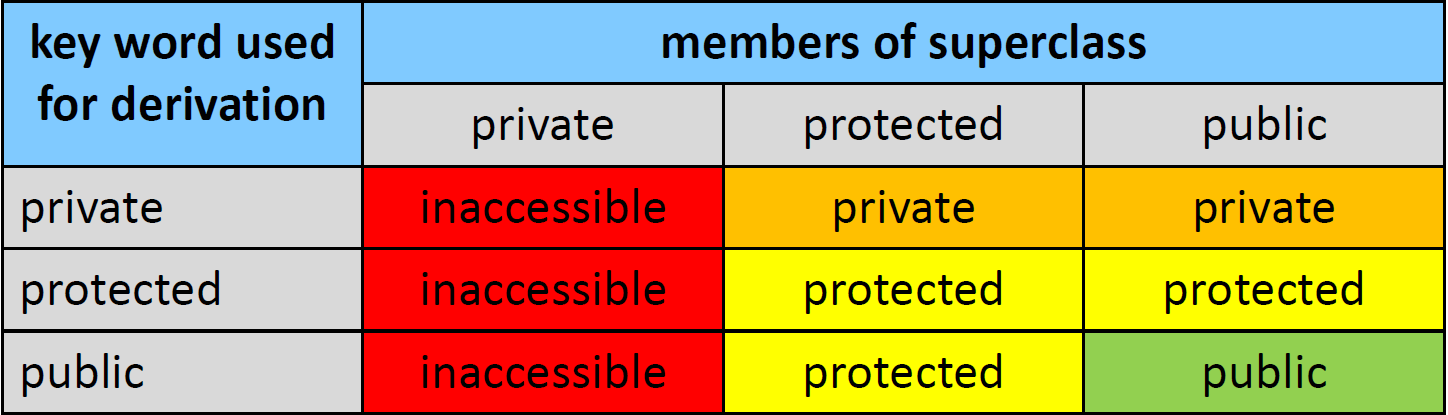 key word used
for derivation
members of superclass
private protected public
private inaccessible private private
protected inaccessible protected protected
public inaccessible protected public